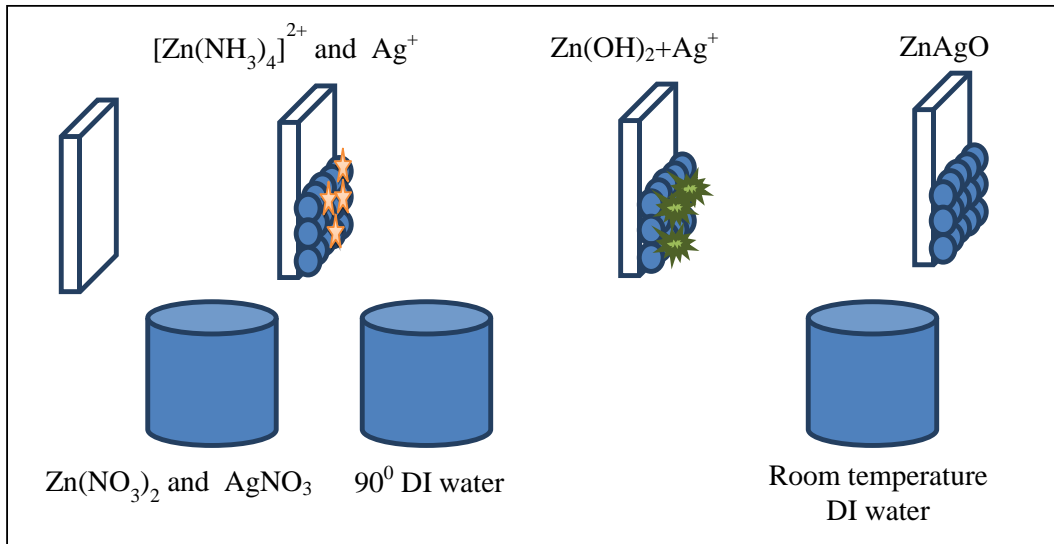 [Zn(NH₃)₄]²⁺ and Ag⁺
Zn(OH)₂+Ag⁺
ZnAgO
Zn(NO₃)₂ and AgNO₃
90⁰ DI water
Room temperature
DI water